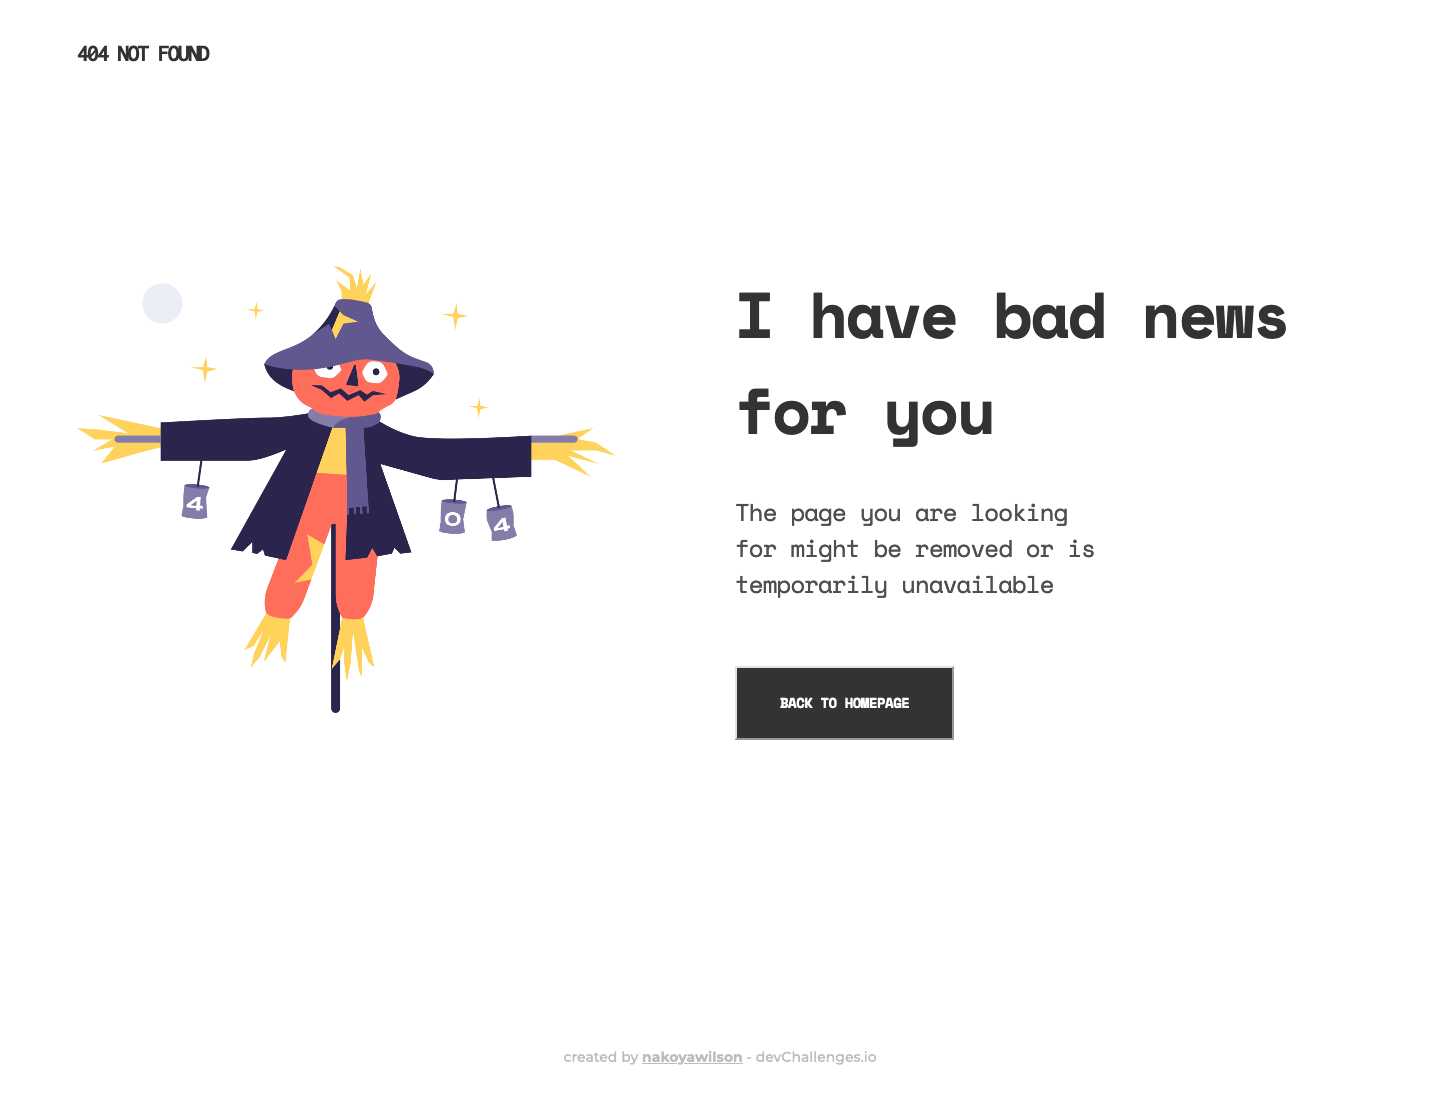 404 NOT FOUND
I have bad news
for you
4
0
4
The page you are looking
for might be removed or is
temporarily unavailable
BACK TO HOMEPAGE
created by nakoyawilson - devChallenges.io